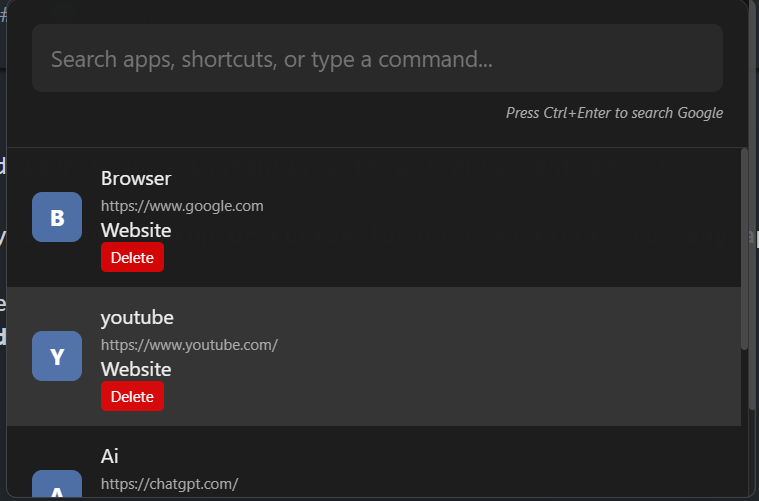 #
Search apps, shortcuts, or type a command...
Press Ctrl+Enter to search Google
d
Browser
https://www.google.com
B
Website
Delete
y
youtube
https://www.youtube.com/
Y
Website
Delete
e
d
Ai
https://chatgpt.com/
A